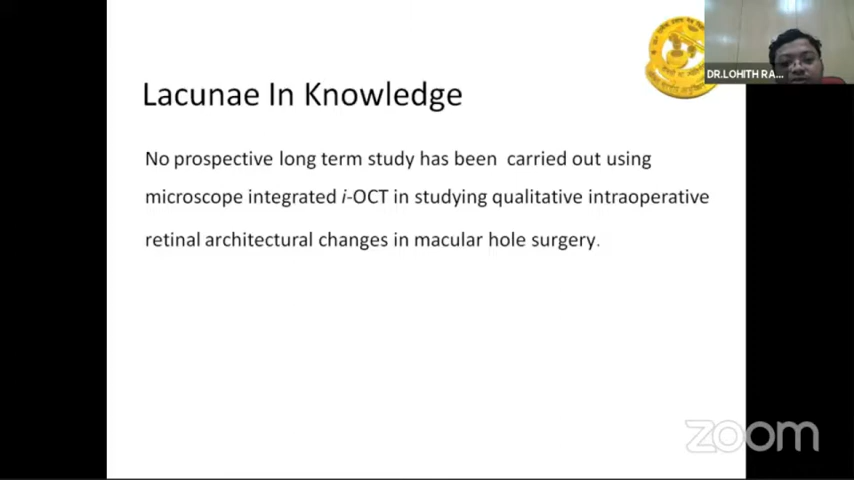 DR.LOHITH RA...
Lacunae In Knowledge
No prospective long term study has been carried out using
microscope integrated i-OCT in studying qualitative intraoperative
retinal architectural changes in macular hole surgery.
zoom